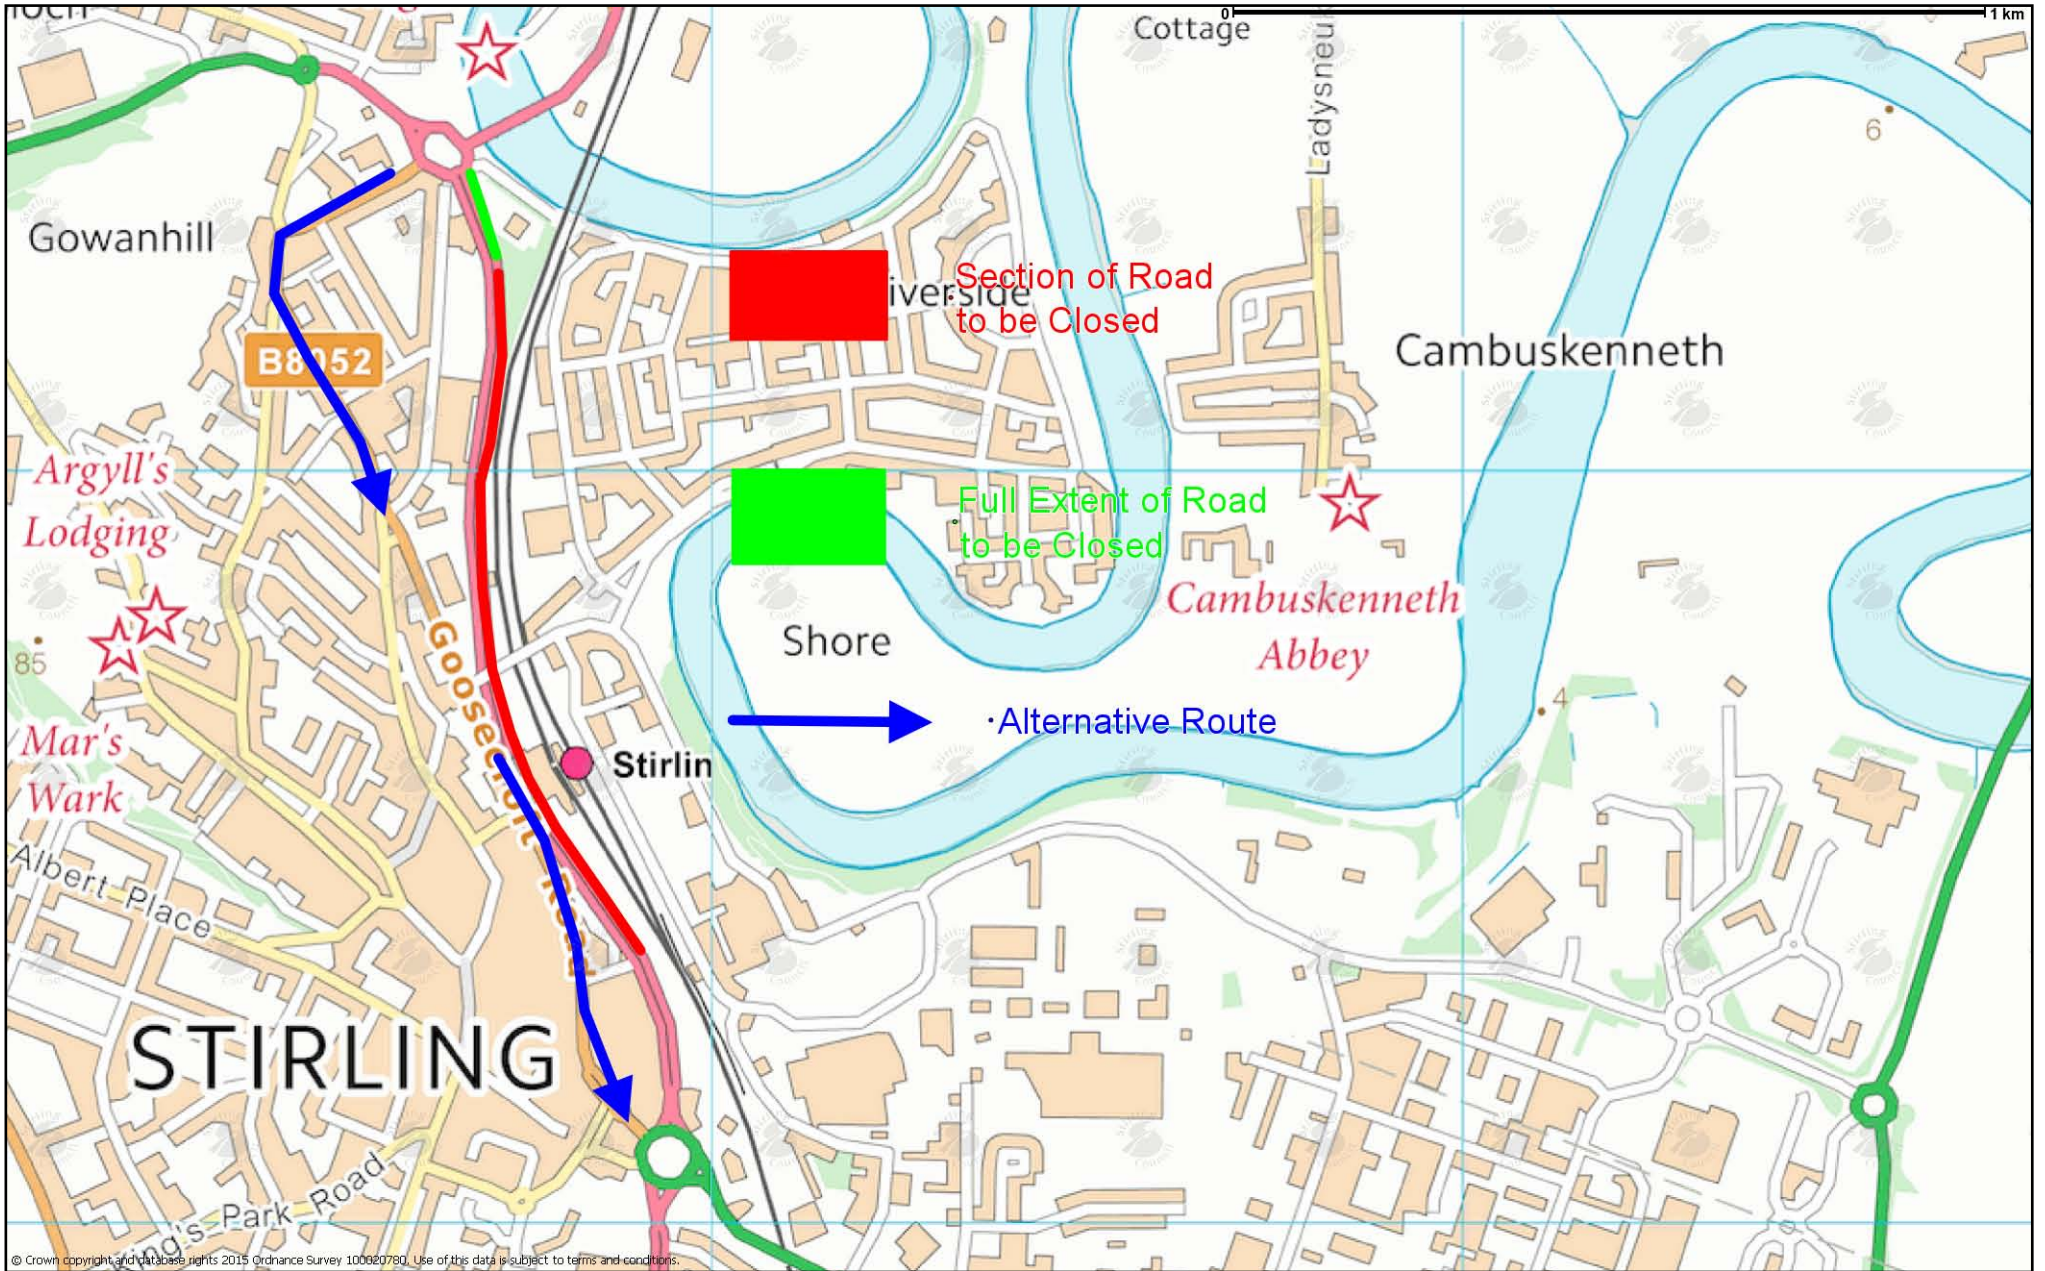 Cottage
0
1 km
Ladysneuk
6
Gowanhill
Riverside
Section of Road
to be Closed
B8052
Cambuskenneth
Argyll's
Lodging
Full Extent of Road
to be Closed
Cambuskenneth
Abbey
Shore
85
Goosecroft Road
4
Alternative Route
Mar's
Wark
Stirlin
Albert Place
STIRLING
King's Park Road
© Crown copyright and database rights 2015 Ordnance Survey 100020780. Use of this data is subject to terms and conditions.
Stirling
Council